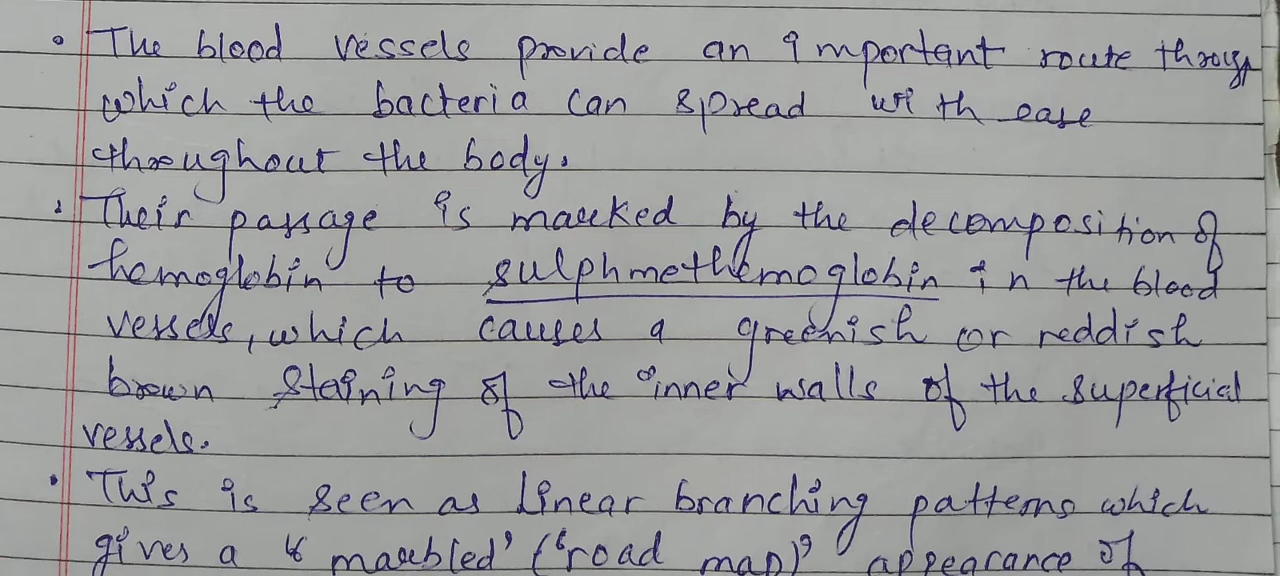 • The blood vessels provide an important route through
which the bacteria can spread with ease
throughout the body.
• Their passage is marked by the decomposition of
hemoglobin to sulphmethemoglobin in the blood
vessels, which causes a greenish or reddish
brown staining of the inner walls of the superficial
vessels.
• This is seen as linear branching patterns which
gives a "marbled' ('road map)' appearance of